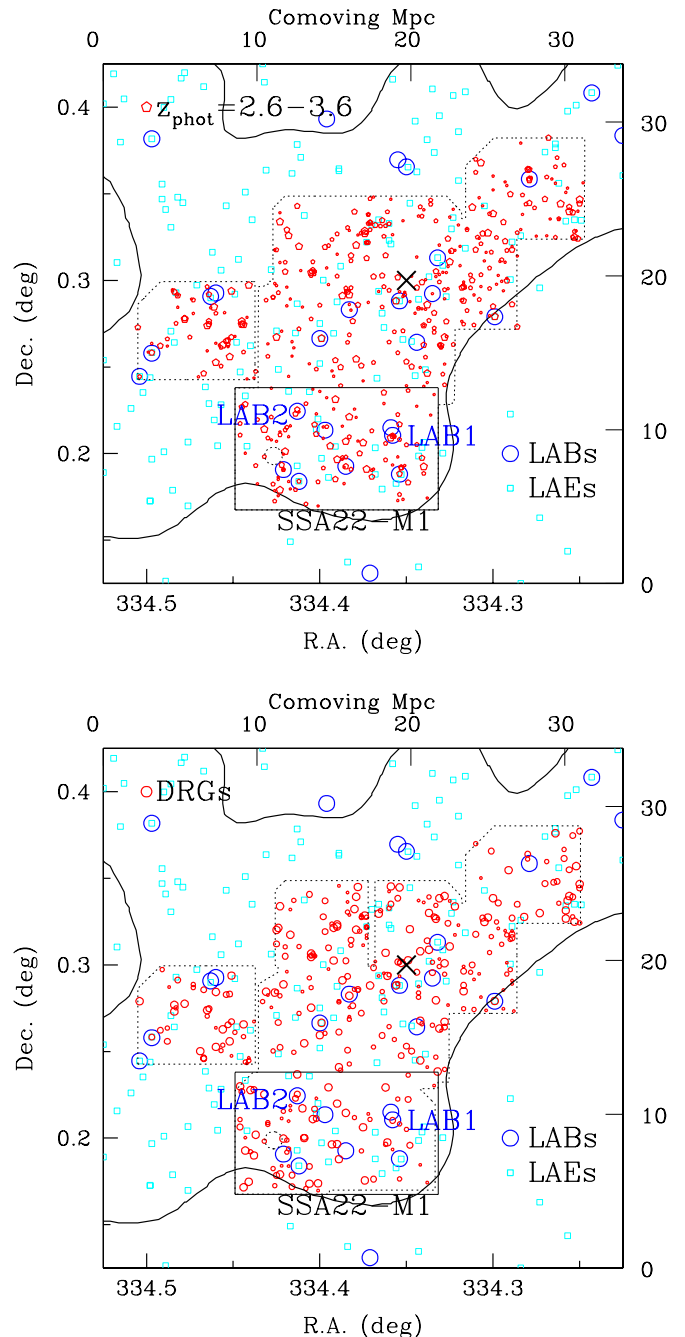 Comoving Mpc
0 10 20 30
0.4 z_phot=2.6−3.6 30
0.3 20
Dec. (deg)
LAB2
LAB1 10
LABs
0.2 LAEs
SSA22−M1
0
334.5 334.4 334.3
R.A. (deg)
Comoving Mpc
0 10 20 30
0.4 DRGs 30
0.3 20
Dec. (deg)
LAB2
LAB1 10
LABs
0.2 LAEs
SSA22−M1
0
334.5 334.4 334.3
R.A. (deg)